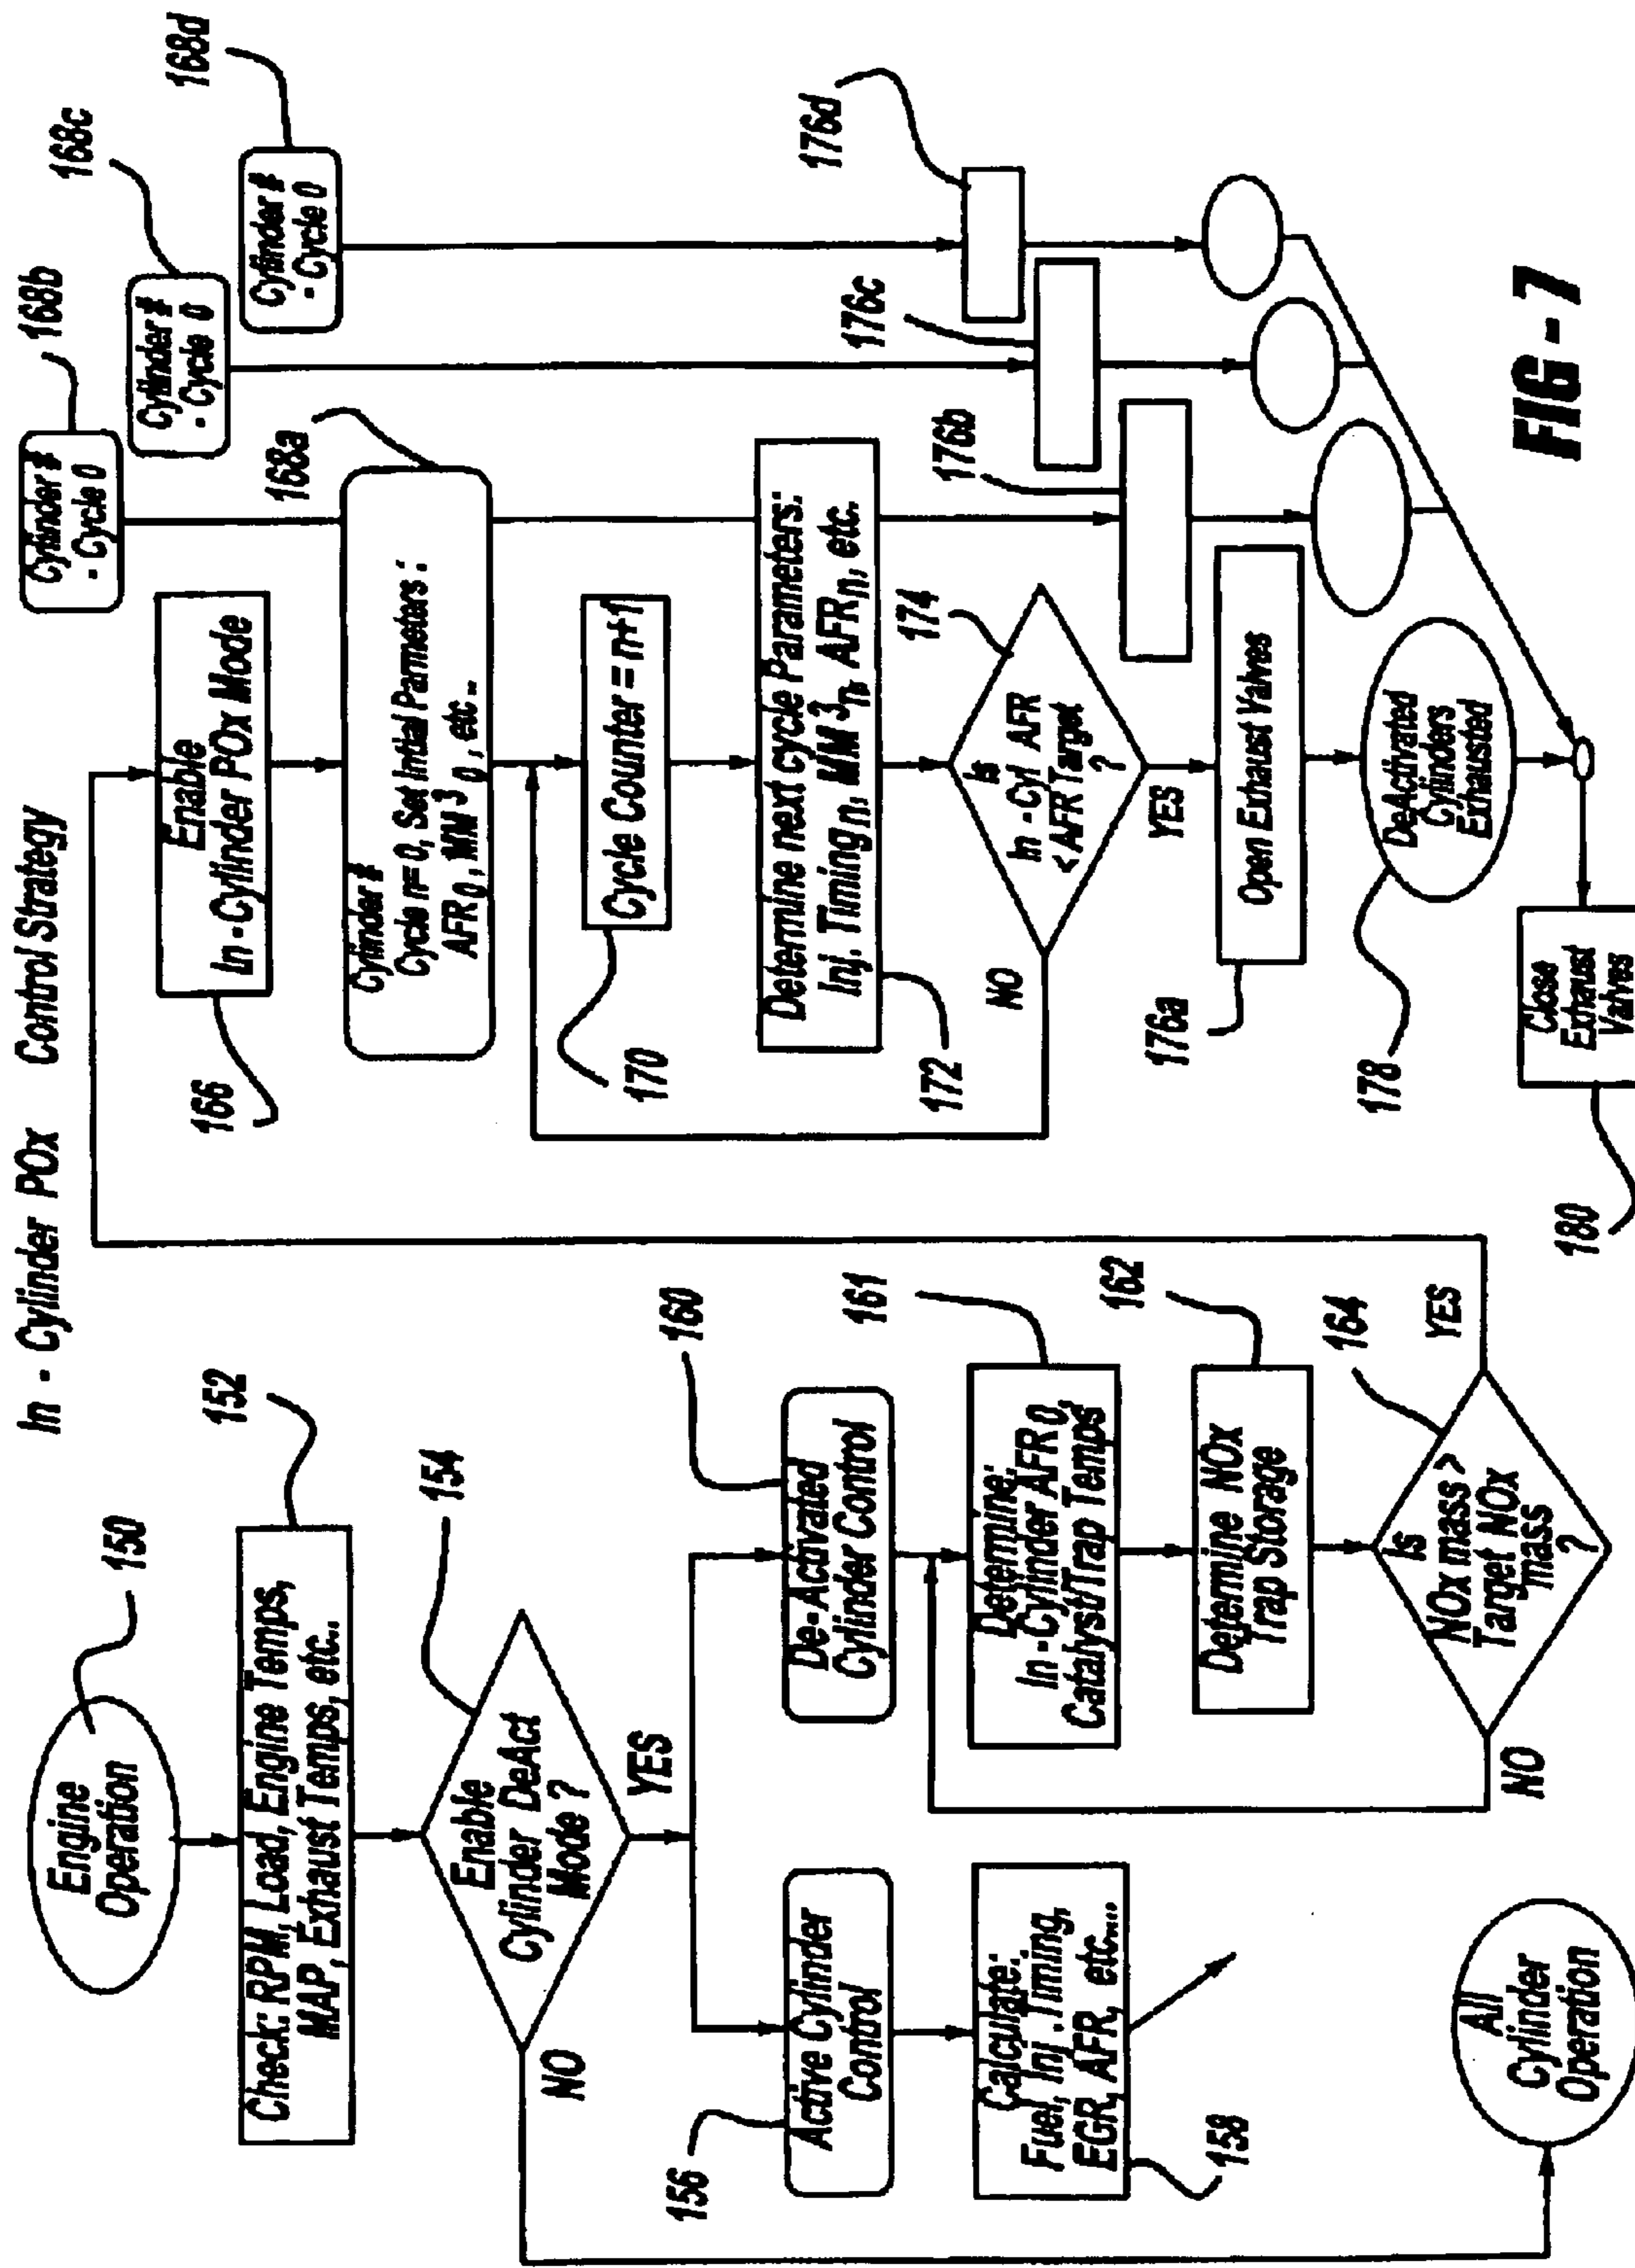 In - Cylinder POx Control Strategy
Engine
Operation
150
Check: RPM, Load, Engine Temps,
MAP, Exhaust Temps, etc..
152
Enable
Cylinder DeAct
Mode ?
154
NO
YES
Active Cylinder
Control
156
Calculate:
Fuel, Inj .Timing,
EGR, AFR, etc....
158
All
Cylinder
Operation
De-Activated
Cylinder Control
160
Determine:
In -Cylinder AFR 0,
Catalyst/Trap Temps
161
Determine NOx
Trap Storage
162
Is
NOx mass >
Target NOx
mass
?
164
NO
YES
Enable
In -Cylinder POx Mode
166
Cylinder #
Cycle n= 0, Set Intial Parmeters :
AFR 0, MM 3 0 , etc ..
168a
Cylinder #
- Cycle 0
168b
Cylinder #
- Cycle 0
168c
Cylinder #
- Cycle 0
168d
Cycle Counter = n+1
170
Determine next cycle Parameters:
Inj. Timing n, MM 3 n, AFR n, etc.
172
Is
In -Cyl AFR
< AFR Target
?
174
NO
YES
Open Exhaust Valves
176a
176b
176c
176d
DeActivated
Cylinders
Exhausted
178
Close
Exhaust
Valves
180
FIG - 7